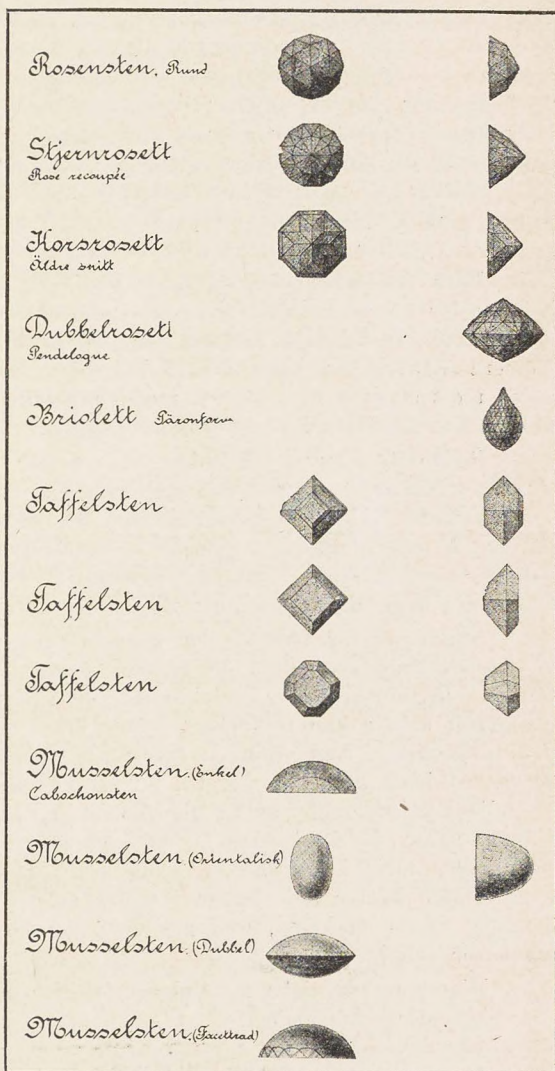 Rosensten. Rund
Stjernrosett
Rose recoupée
Korsrosett
Äldre snitt
Dubbelrosett
Pendeloque
Briolett Päronform
Taffelsten
Taffelsten
Taffelsten
Musselsten. (Enkel)
Cabochonsten
Musselsten (Orientalisk)
Musselsten. (Dubbel)
Musselsten. (Facetterad)